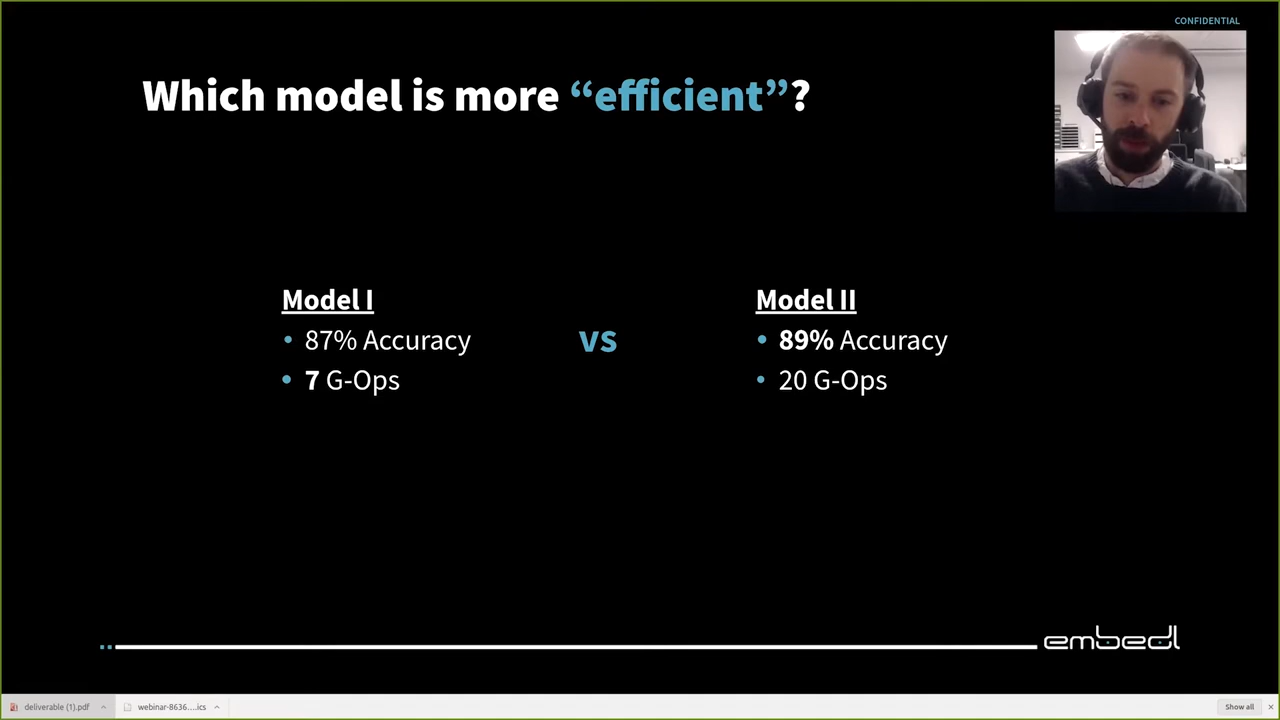 CONFIDENTIAL
Which model is more “efficient”?
Model I
• 87% Accuracy
• 7 G-Ops
vs
Model II
• 89% Accuracy
• 20 G-Ops
embedl
deliverable (1).pdf
webinar-8636....ics
Show all